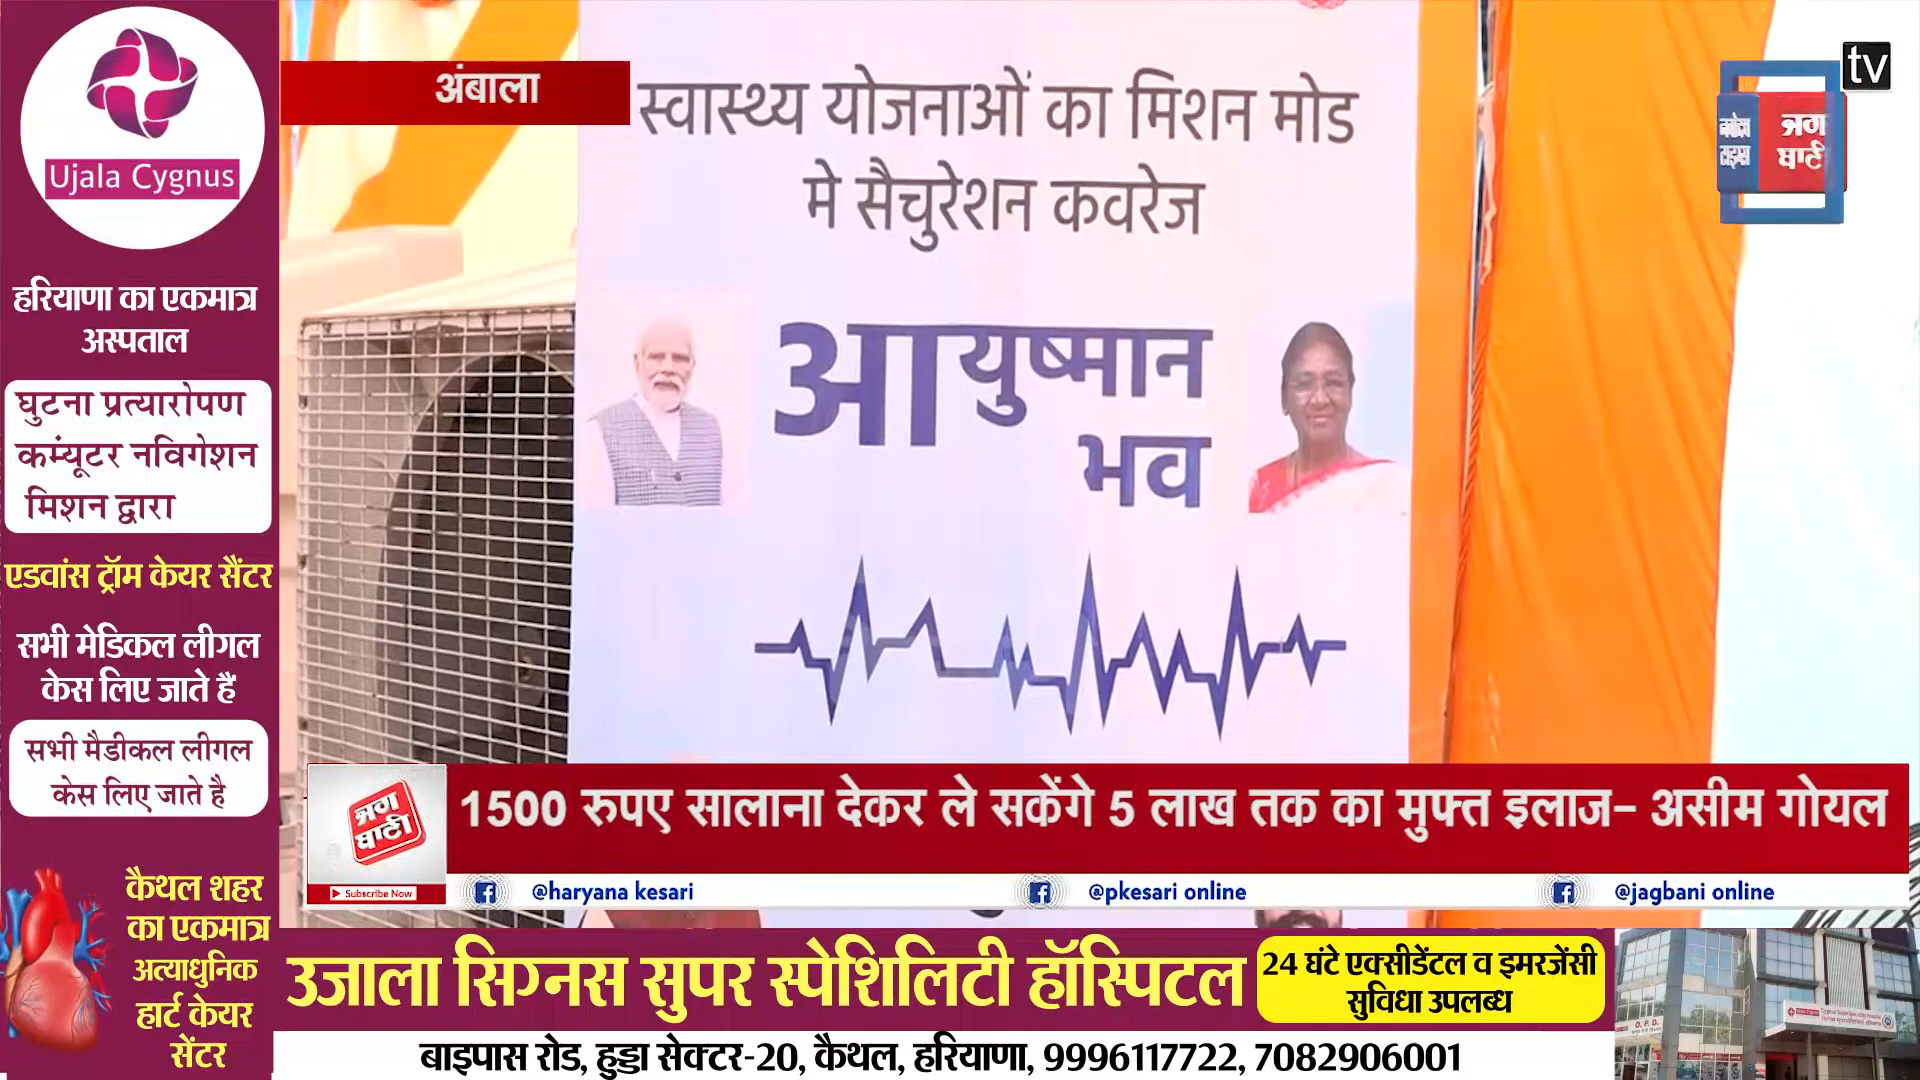 Ujala Cygnus
हरियाणा का एकमात्र
अस्पताल
घुटना प्रत्यारोपण
कम्यूंटर नविगेशन
मिशन द्वारा
एडवांस ट्रॉम केयर सैंटर
सभी मेडिकल लीगल
केस लिए जाते हैं
सभी मैडीकल लीगल
केस लिए जाते है
कैथल शहर
का एकमात्र
अत्याधुनिक
हार्ट केयर
सेंटर
अंबाला
स्वास्थ्य योजनाओं का मिशन मोड
मे सैचुरेशन कवरेज
आयुष्मान
भव
tv
ਜਗ
ਬਾਣੀ
ਜਗ
ਬਾਣੀ
Subscribe Now
1500 रुपए सालाना देकर ले सकेंगे 5 लाख तक का मुफ्त इलाज- असीम गोयल
@haryana kesari
@pkesari online
@jagbani online
उजाला सिग्नस सुपर स्पेशिलिटी हॉस्पिटल
24 घंटे एक्सीडेंटल व इमरजेंसी
सुविधा उपलब्ध
बाइपास रोड, हुड्डा सेक्टर-20, कैथल, हरियाणा, 9996117722, 7082906001
O. P. D.